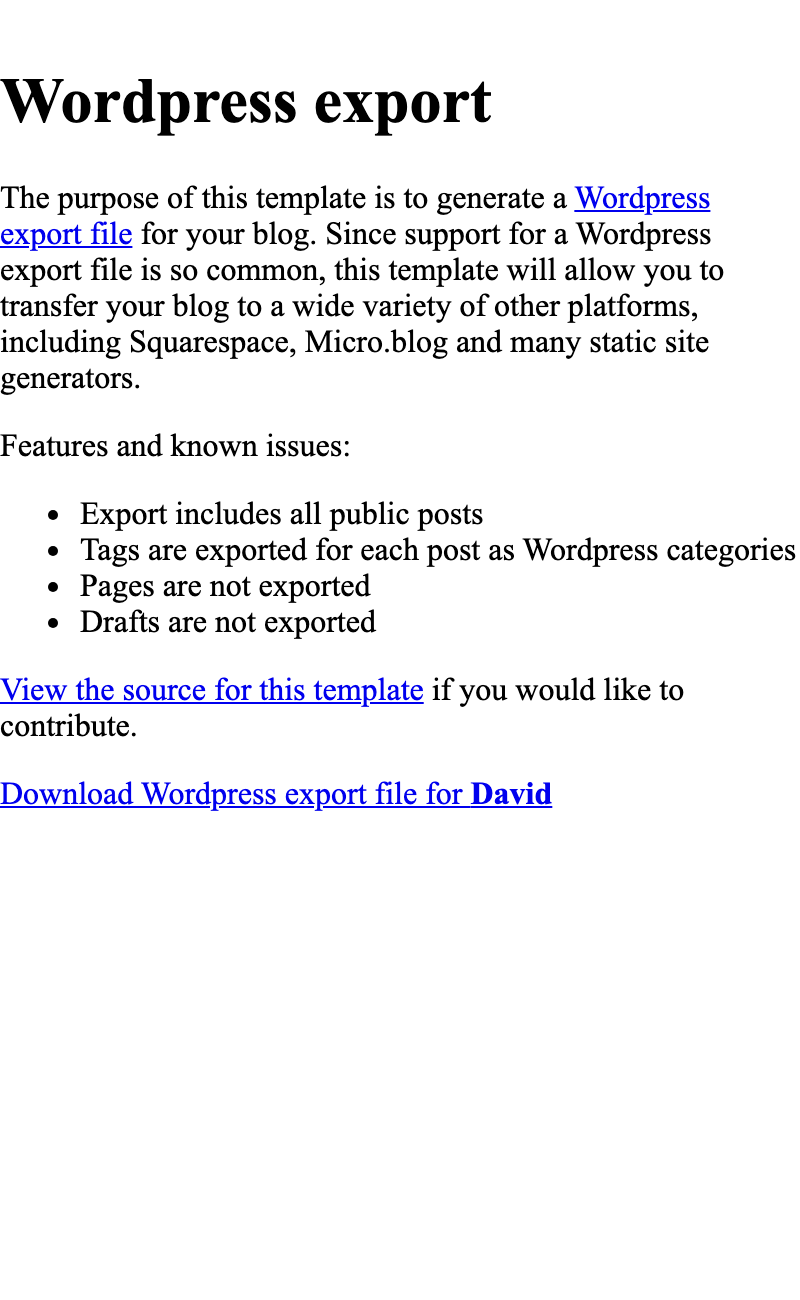 Wordpress export
The purpose of this template is to generate a Wordpress
export file for your blog. Since support for a Wordpress
export file is so common, this template will allow you to
transfer your blog to a wide variety of other platforms,
including Squarespace, Micro.blog and many static site
generators.
Features and known issues:
• Export includes all public posts
• Tags are exported for each post as Wordpress categories
• Pages are not exported
• Drafts are not exported
View the source for this template if you would like to
contribute.
Download Wordpress export file for David